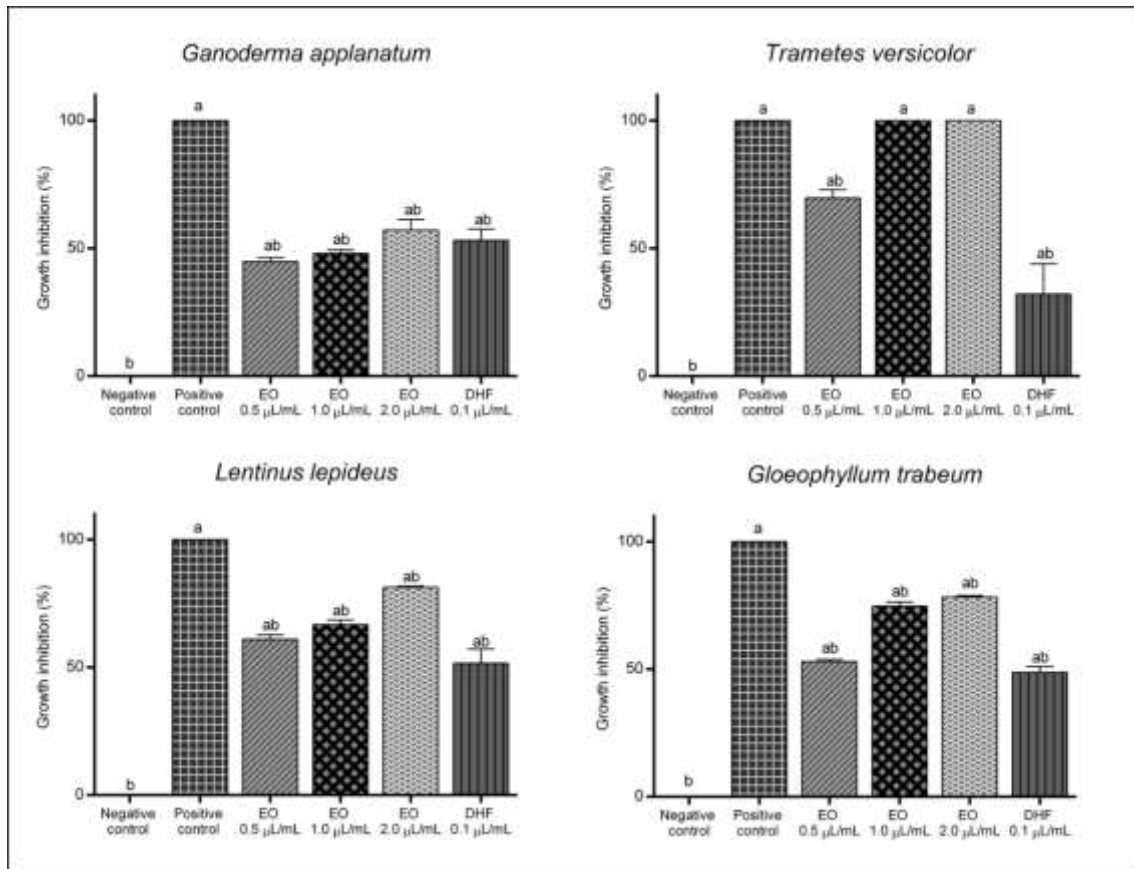 Ganoderma applanatum
Growth inhibition (%)
100
50
0
b
a
ab
ab
ab
ab
Negative control
Positive control
EO 0.5 µL/mL
EO 1.0 µL/mL
EO 2.0 µL/mL
DHF 0.1 µL/mL
Trametes versicolor
Growth inhibition (%)
100
50
0
b
a
ab
a
a
ab
Negative control
Positive control
EO 0.5 µL/mL
EO 1.0 µL/mL
EO 2.0 µL/mL
DHF 0.1 µL/mL
Lentinus lepideus
Growth inhibition (%)
100
50
0
b
a
ab
ab
ab
ab
Negative control
Positive control
EO 0.5 µL/mL
EO 1.0 µL/mL
EO 2.0 µL/mL
DHF 0.1 µL/mL
Gloeophyllum trabeum
Growth inhibition (%)
100
50
0
b
a
ab
ab
ab
ab
Negative control
Positive control
EO 0.5 µL/mL
EO 1.0 µL/mL
EO 2.0 µL/mL
DHF 0.1 µL/mL